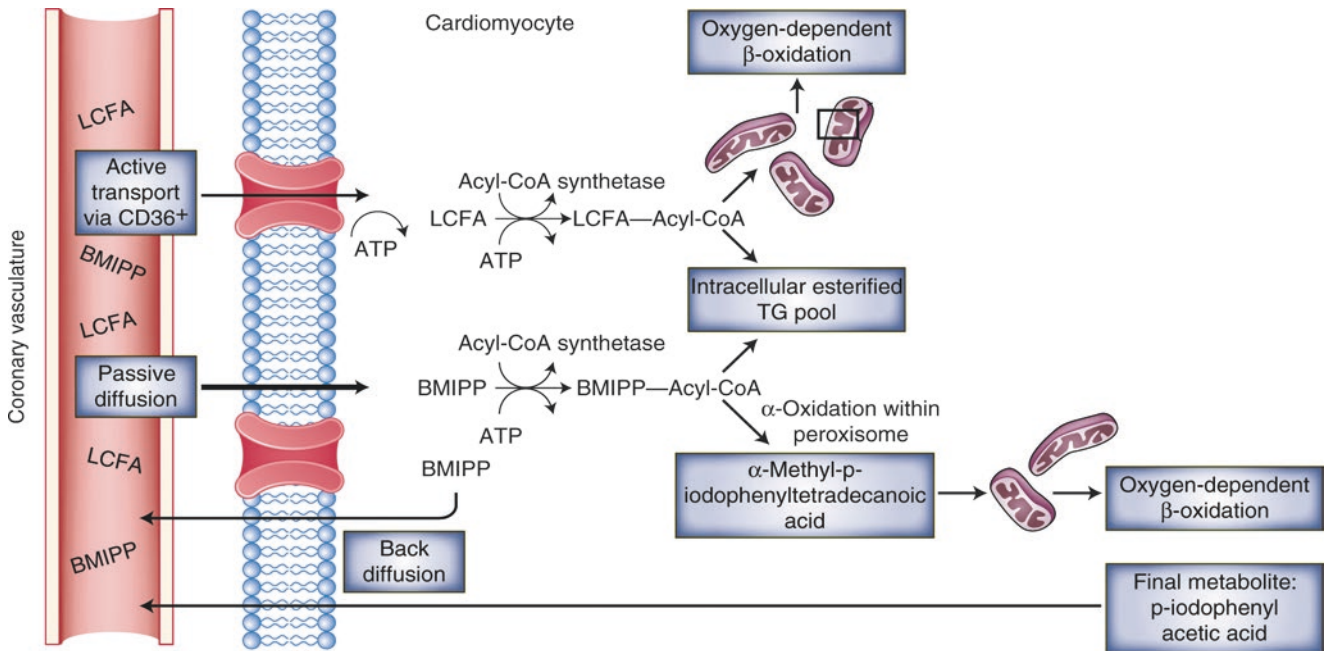 Coronary vasculature
LCFA
Active
transport
via CD36+
BMIPP
LCFA
Passive
diffusion
LCFA
BMIPP
Cardiomyocyte
ATP
Acyl-CoA synthetase
LCFA
LCFA—Acyl-CoA
ATP
Oxygen-dependent
β-oxidation
Intracellular esterified
TG pool
Acyl-CoA synthetase
BMIPP
BMIPP—Acyl-CoA
ATP
BMIPP
Back
diffusion
α-Oxidation within
peroxisome
α-Methyl-p-
iodophenyltetradecanoic
acid
Oxygen-dependent
β-oxidation
Final metabolite:
p-iodophenyl
acetic acid